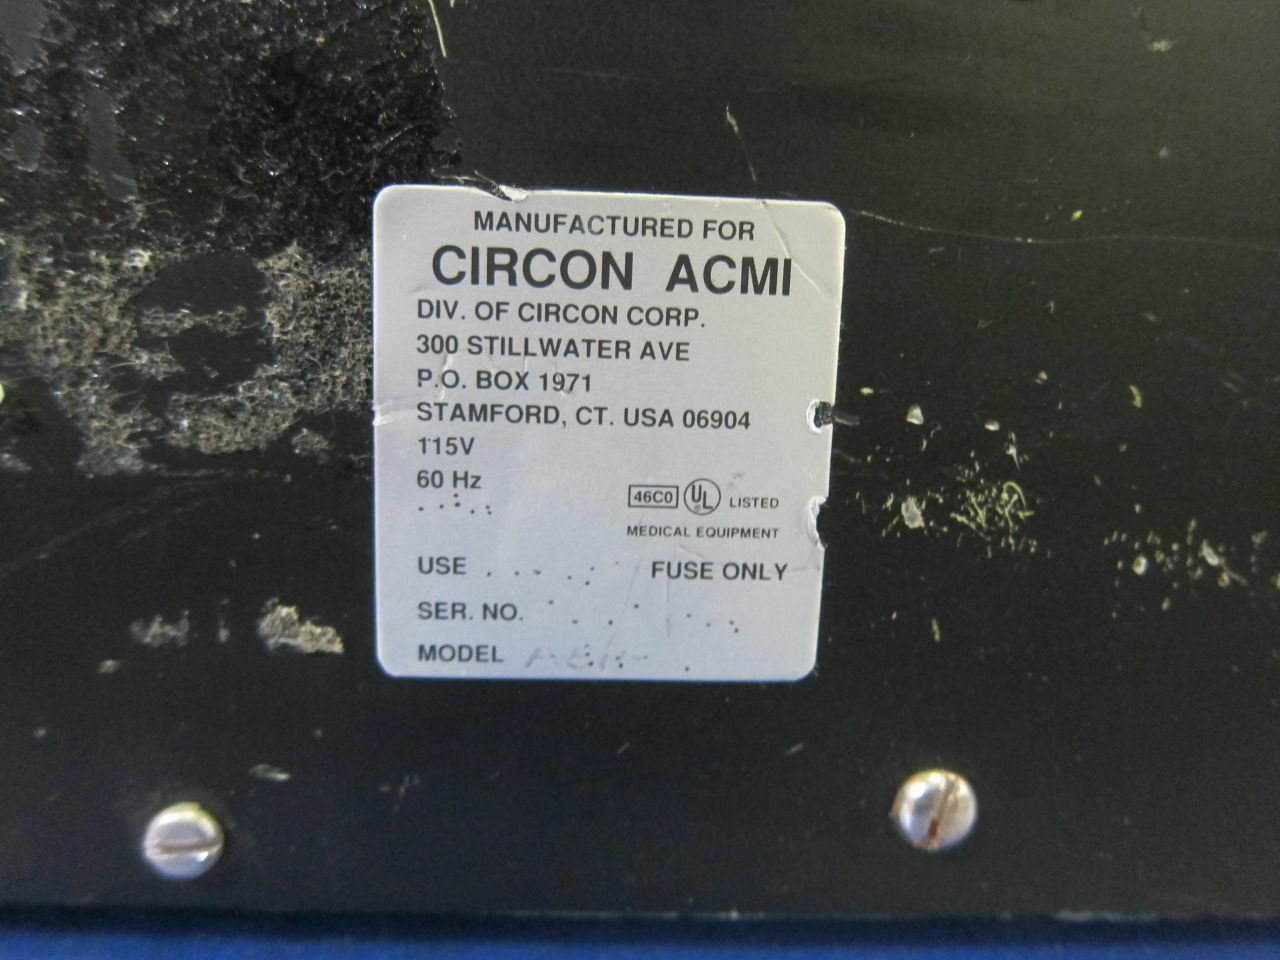 MANUFACTURED FOR
CIRCON ACMI
DIV. OF CIRCON CORP.
300 STILLWATER AVE
P.O. BOX 1971
STAMFORD, CT. USA 06904
115V
60 Hz
46C0 UL LISTED
MEDICAL EQUIPMENT
USE FUSE ONLY
SER. NO.
MODEL